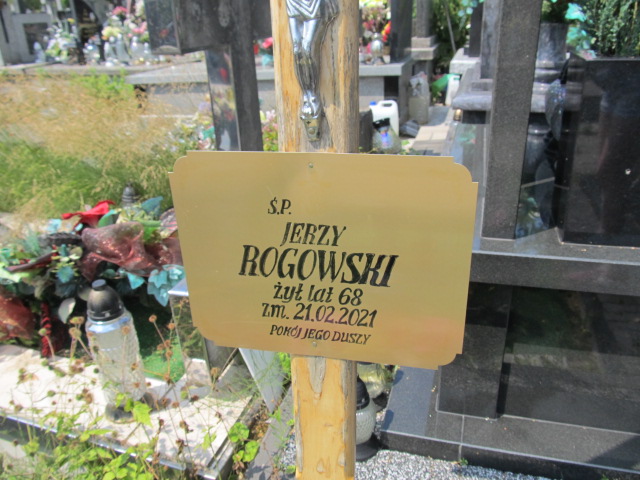 Ś.P.
JERZY
ROGOWSKI
żył lat 68
zm. 21.02.2021
POKÓJ JEGO DUSZY